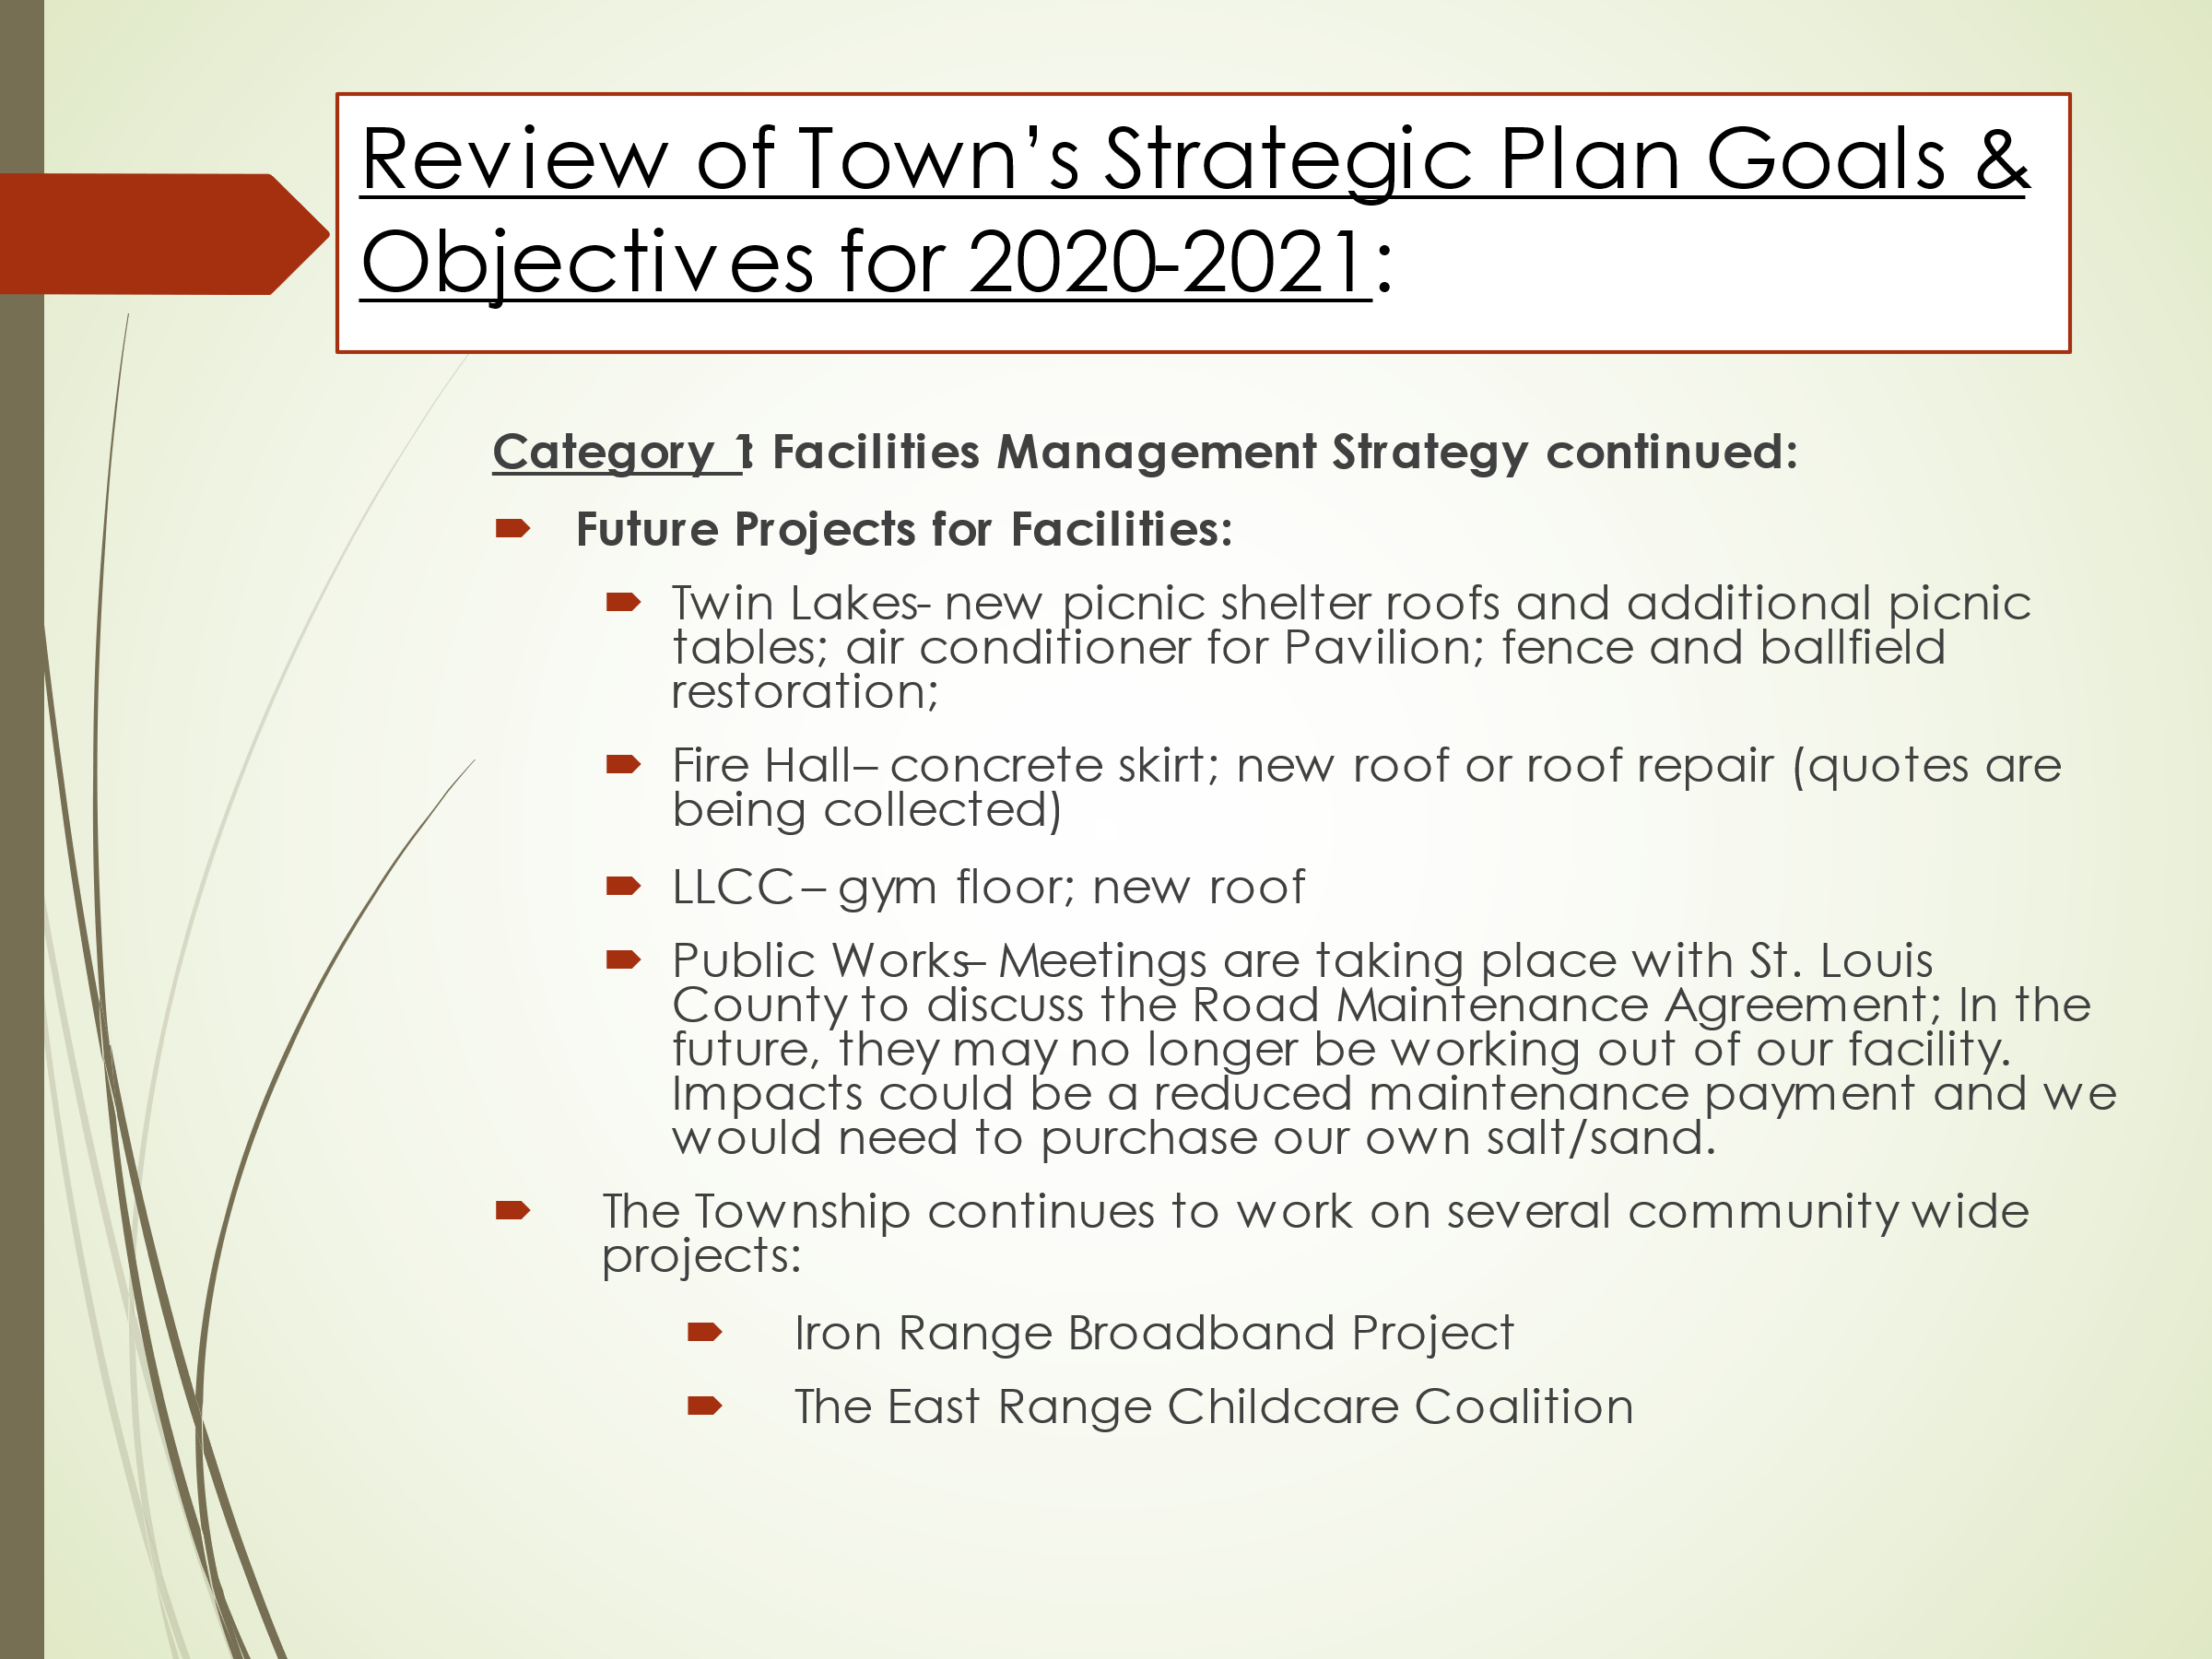 Review of Town’s Strategic Plan Goals &
Objectives for 2020-2021:
Category 1: Facilities Management Strategy continued:
Future Projects for Facilities:
Twin Lakes- new picnic shelter roofs and additional picnic
tables; air conditioner for Pavilion; fence and ballfield
restoration;
Fire Hall– concrete skirt; new roof or roof repair (quotes are
being collected)
LLCC – gym floor; new roof
Public Works– Meetings are taking place with St. Louis
County to discuss the Road Maintenance Agreement; In the
future, they may no longer be working out of our facility.
Impacts could be a reduced maintenance payment and we
would need to purchase our own salt/sand.
The Township continues to work on several community wide
projects:
Iron Range Broadband Project
The East Range Childcare Coalition